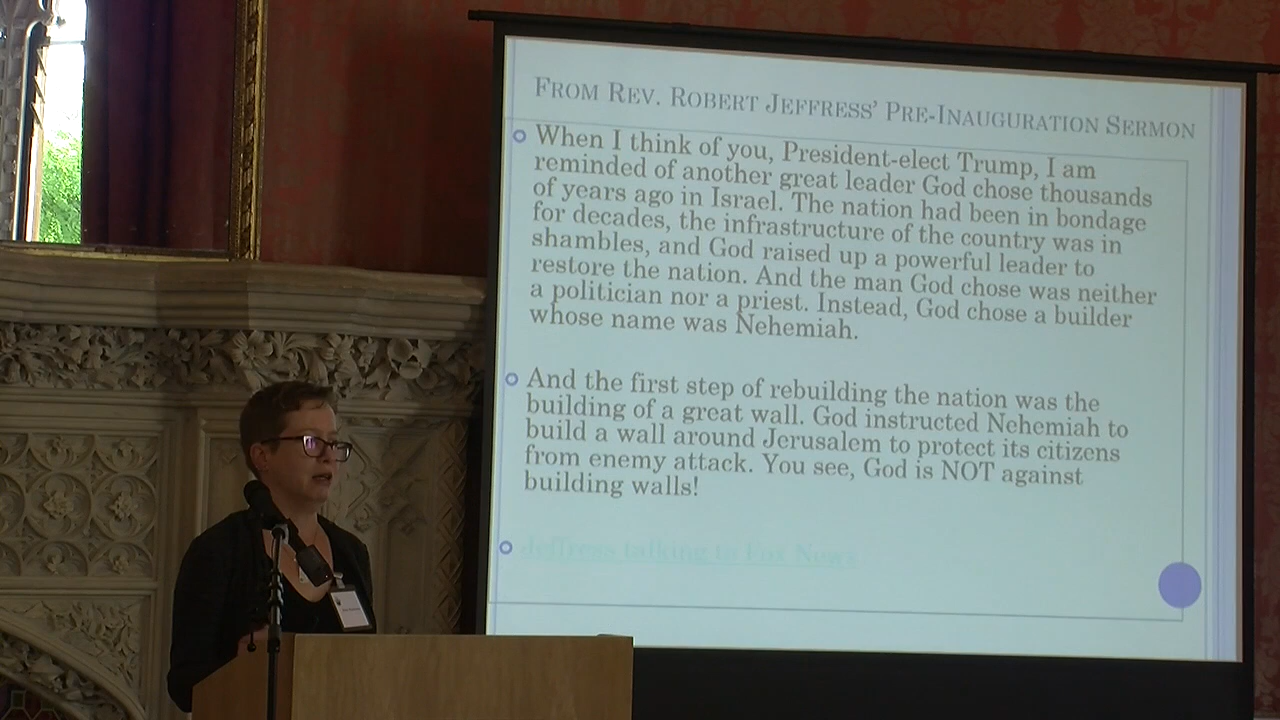 From Rev. Robert Jeffress' Pre-Inauguration Sermon
When I think of you, President-elect Trump, I am
reminded of another great leader God chose thousands
of years ago in Israel. The nation had been in bondage
for decades, the infrastructure of the country was in
shambles, and God raised up a powerful leader to
restore the nation. And the man God chose was neither
a politician nor a priest. Instead, God chose a builder
whose name was Nehemiah.
And the first step of rebuilding the nation was the
building of a great wall. God instructed Nehemiah to
build a wall around Jerusalem to protect its citizens
from enemy attack. You see, God is NOT against
building walls!
Jeffress talking to Fox News